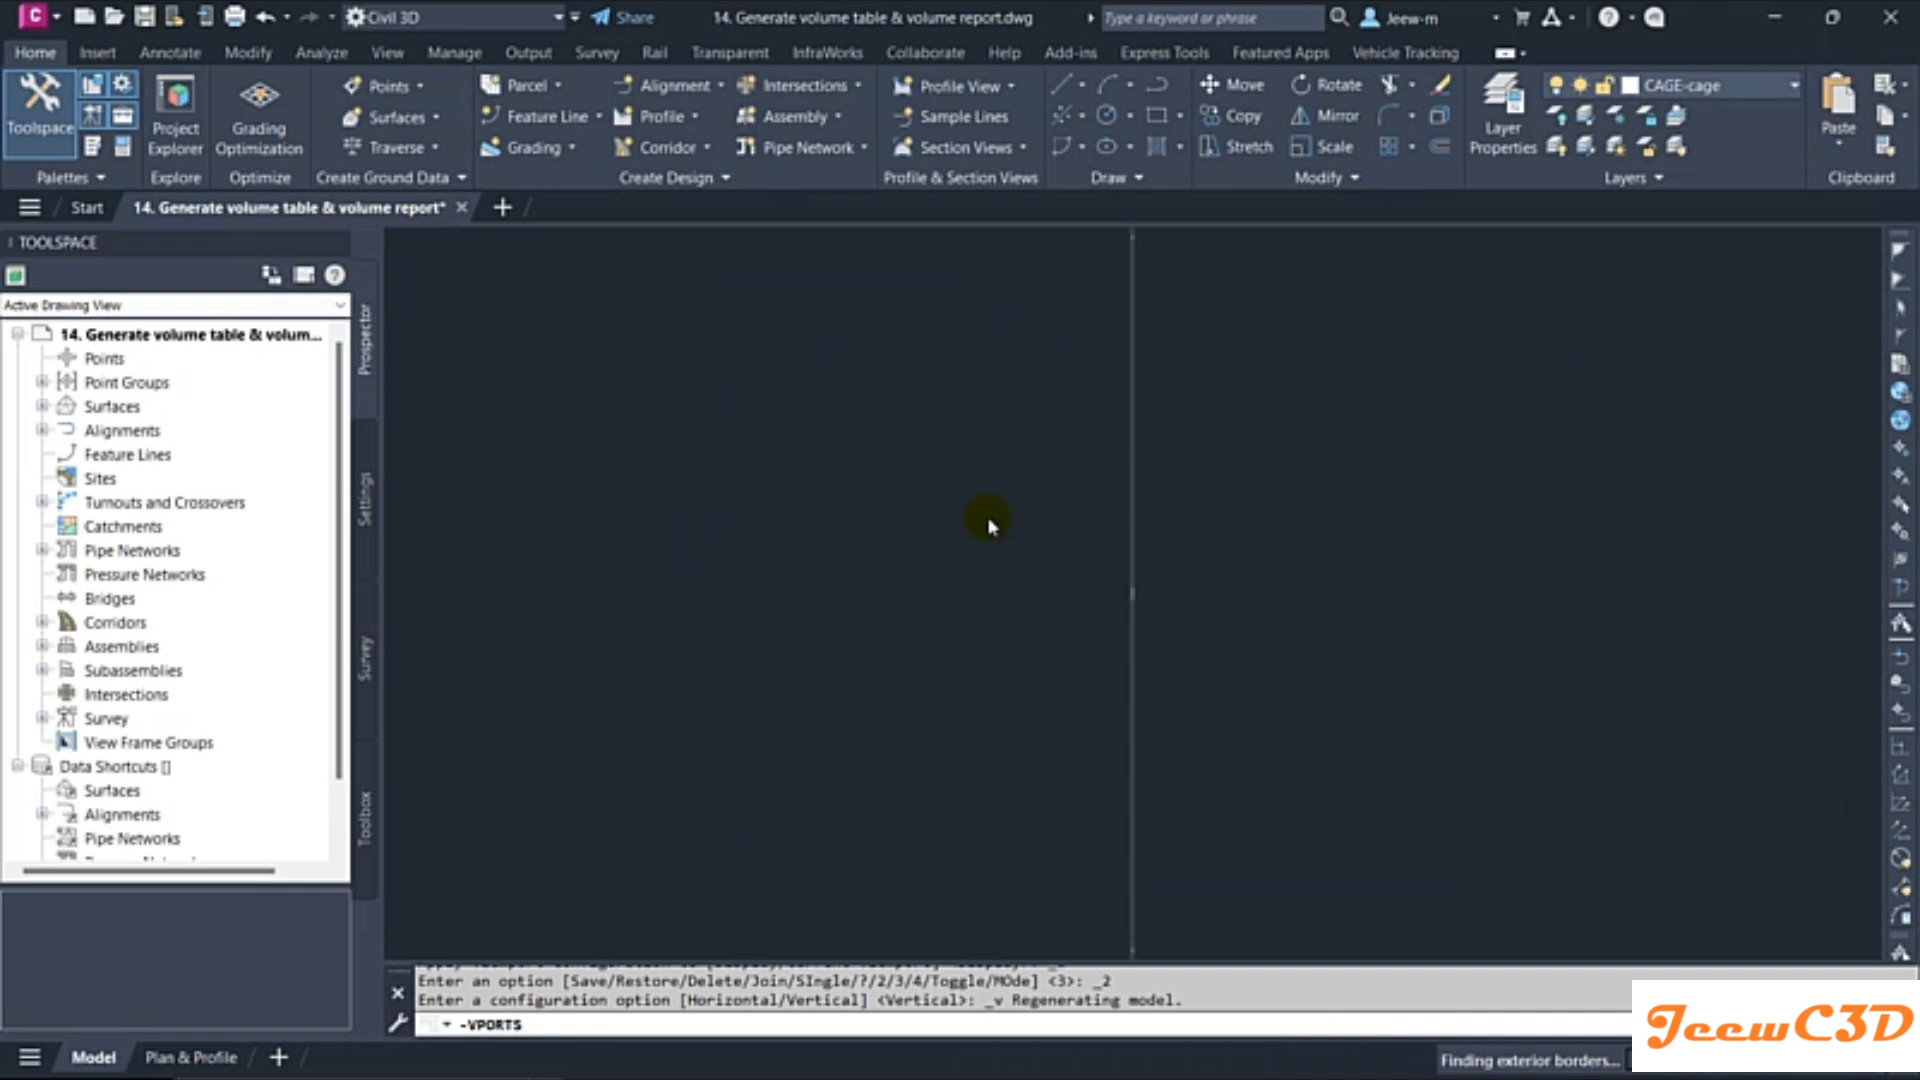 Civil 3D
Share
14. Generate volume table & volume report.dwg
Type a keyword or phrase
Jeew-m
Home Insert Annotate Modify Analyze View Manage Output Survey Rail Transparent InfraWorks Collaborate Help Add-ins Express Tools Featured Apps Vehicle Tracking
Toolspace
Project Explorer
Grading Optimization
Points
Surfaces
Traverse
Parcel
Feature Line
Grading
Alignment
Profile
Corridor
Intersections
Assembly
Pipe Network
Profile View
Sample Lines
Section Views
Move
Copy
Stretch
Rotate
Mirror
Scale
Layer Properties
CAGE-cage
Paste
Palettes Explore Optimize Create Ground Data Create Design Profile & Section Views Draw Modify Layers Clipboard
Start
14. Generate volume table & volume report*
TOOLSPACE
Active Drawing View
14. Generate volume table & volum...
Points
Point Groups
Surfaces
Alignments
Feature Lines
Sites
Turnouts and Crossovers
Catchments
Pipe Networks
Pressure Networks
Bridges
Corridors
Assemblies
Subassemblies
Intersections
Survey
View Frame Groups
Data Shortcuts []
Surfaces
Alignments
Pipe Networks
Prospector
Settings
Survey
Toolbox
Enter an option [Save/Restore/Delete/Join/SIngle/?/2/3/4/Toggle/MOde] <3>: _2
Enter a configuration option [Horizontal/Vertical] <Vertical>: _v Regenerating model.
-VPORTS
Model Plan & Profile
Finding exterior borders...
JeewC3D